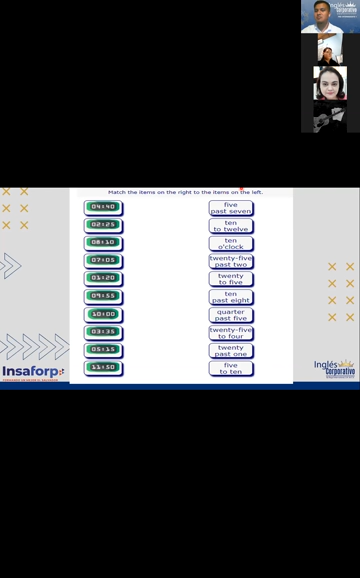 Inglés
Corporativo
Match the items on the right to the items on the left.
04:40
five
past seven
02:25
ten
to twelve
08:10
ten
o'clock
07:05
twenty-five
past two
01:20
twenty
to five
09:55
ten
past eight
10:00
quarter
past five
03:35
twenty-five
to four
05:15
twenty
past one
11:50
five
to ten
Insaforp
Inglés
Corporativo